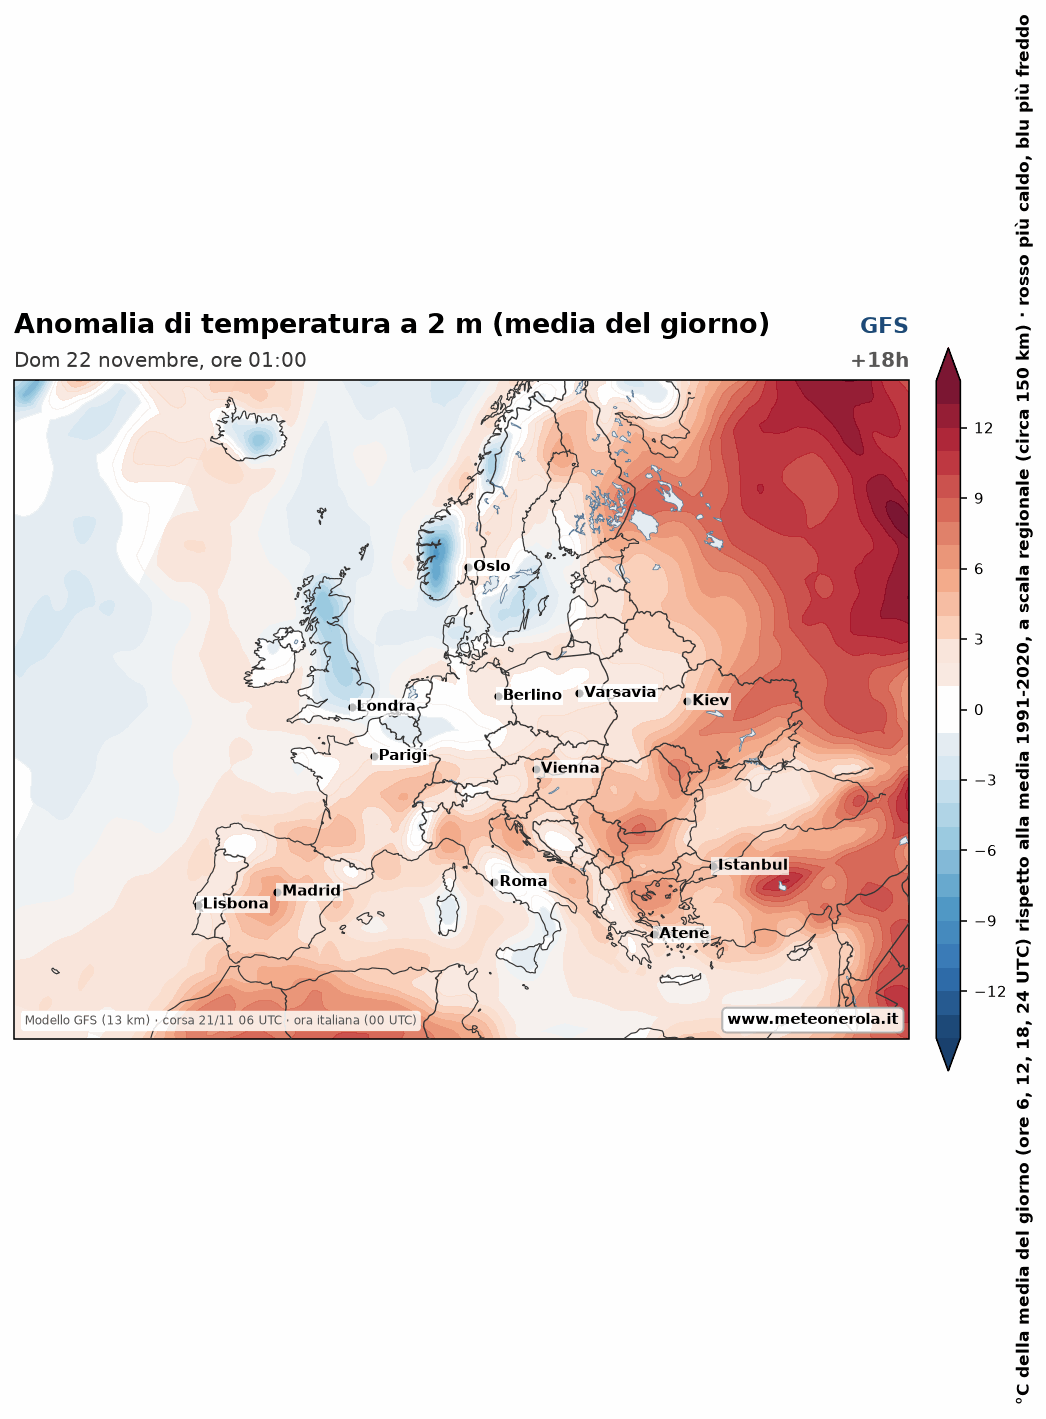 Anomalia di temperatura a 2 m (media del giorno)
GFS
Dom 22 novembre, ore 01:00
+18h
Oslo
Londra
Berlino
Varsavia
Kiev
Parigi
Vienna
Istanbul
Madrid
Roma
Lisbona
Atene
Modello GFS (13 km) · corsa 21/11 06 UTC · ora italiana (00 UTC)
www.meteonerola.it
12
9
6
3
0
−3
−6
−9
−12
°C della media del giorno (ore 6, 12, 18, 24 UTC) rispetto alla media 1991-2020, a scala regionale (circa 150 km) · rosso più caldo, blu più freddo